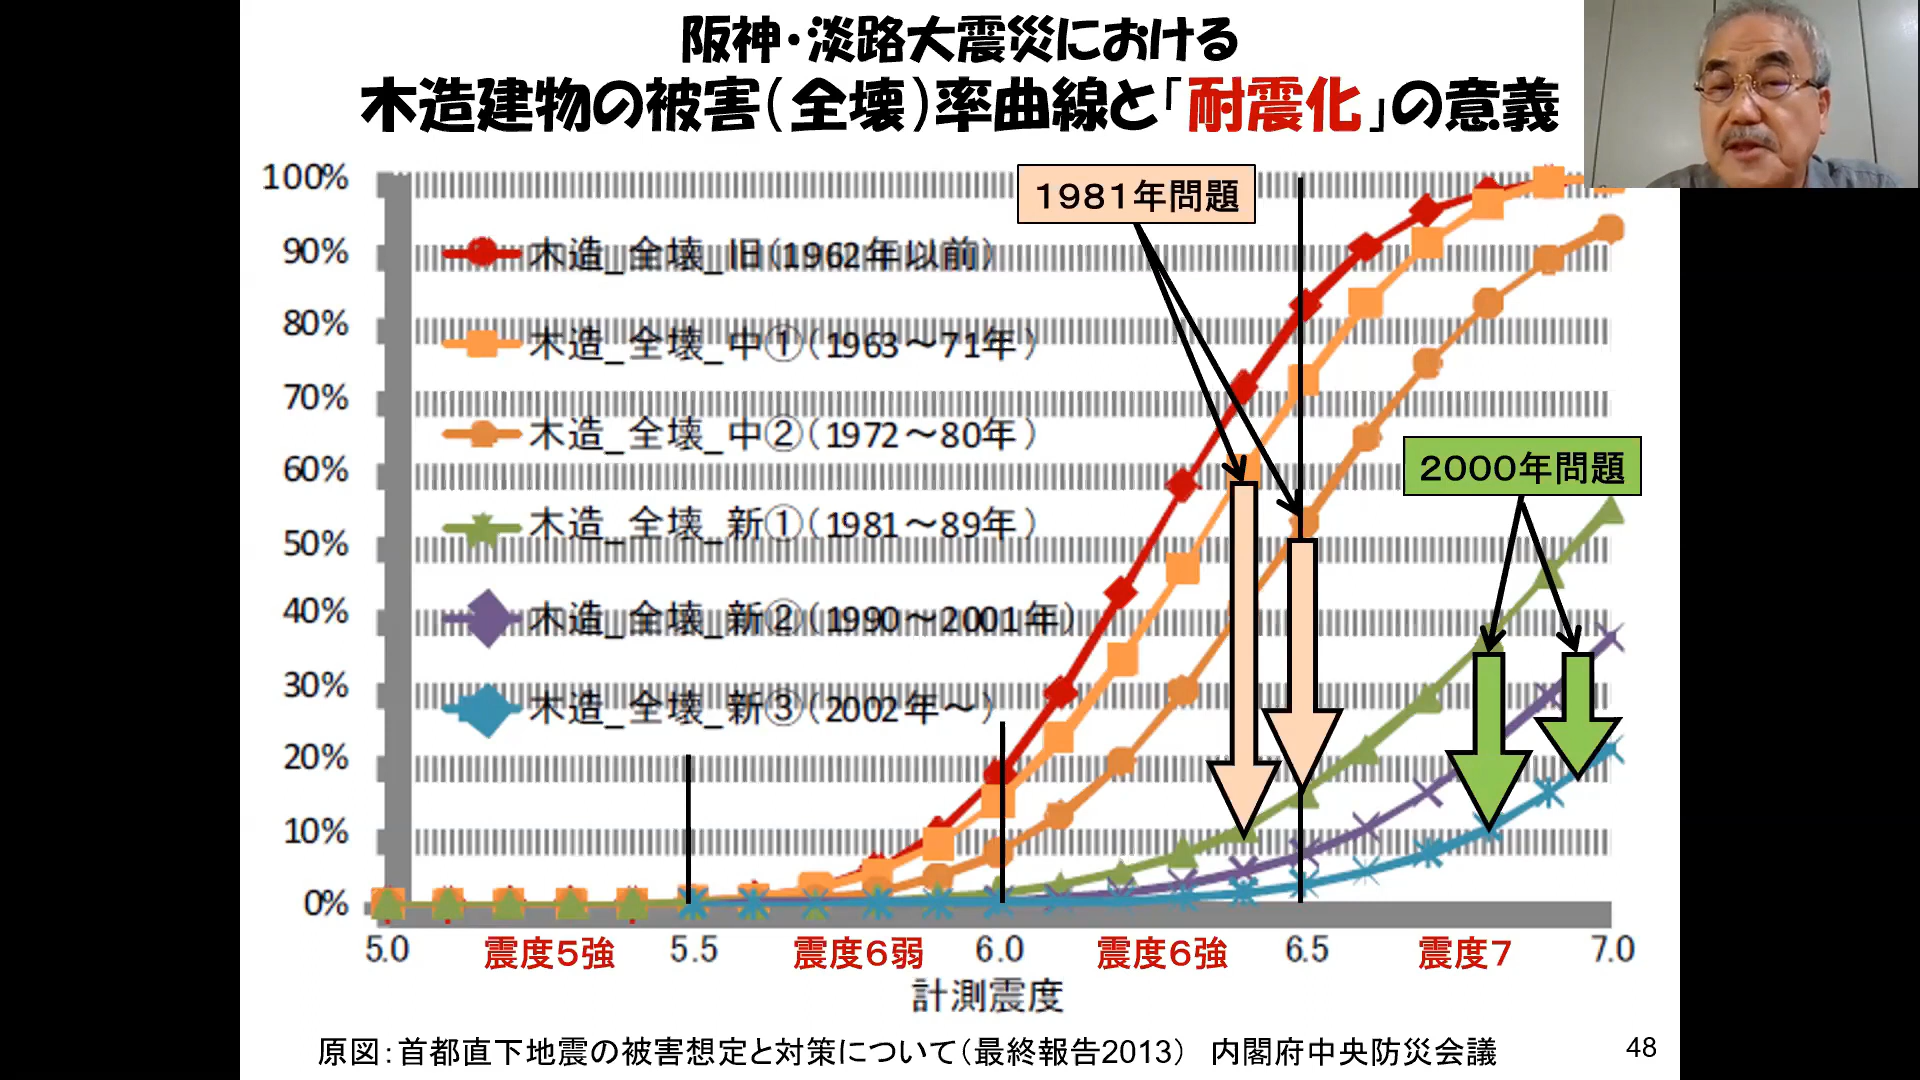 阪神・淡路大震災における
木造建物の被害(全壊)率曲線と「耐震化」の意義
100%
90%
80%
70%
60%
50%
40%
30%
20%
10%
0%
木造_全壊_旧(1962年以前)
木造_全壊_中①(1963～71年)
木造_全壊_中②(1972～80年)
木造_全壊_新①(1981～89年)
木造_全壊_新②(1990～2001年)
木造_全壊_新③(2002年～)
1981年問題
2000年問題
5.0 震度5強 5.5 震度6弱 6.0 震度6強 6.5 震度7 7.0
計測震度
原図：首都直下地震の被害想定と対策について(最終報告2013) 内閣府中央防災会議
48